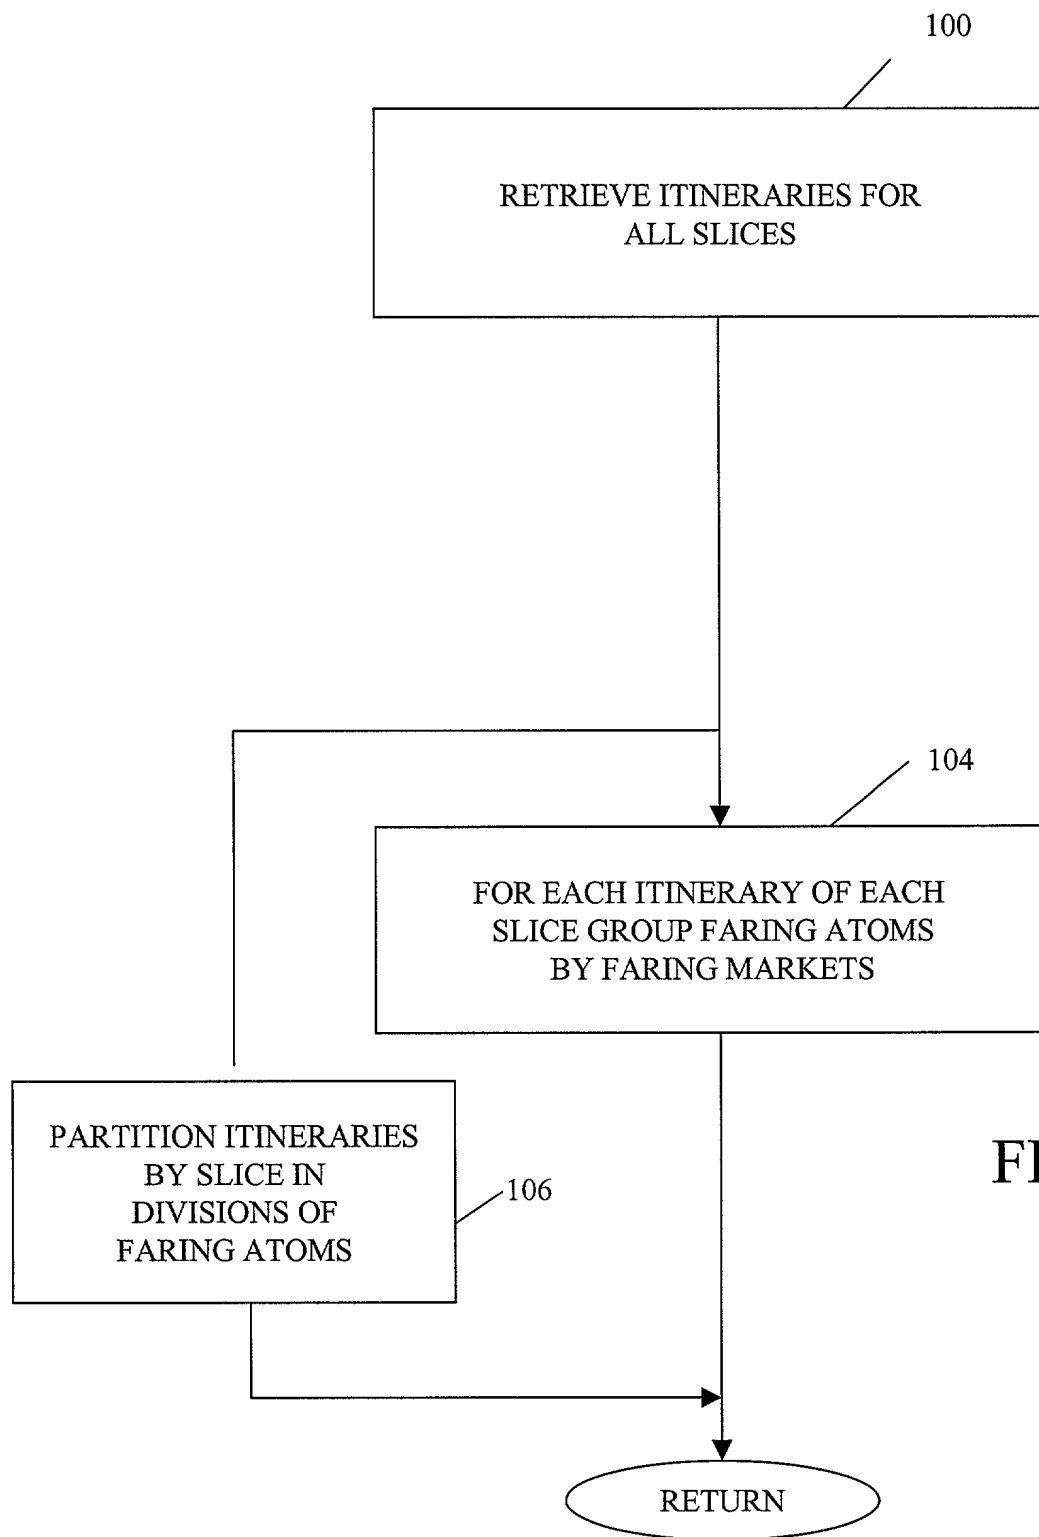 100
RETRIEVE ITINERARIES FOR
ALL SLICES
104
FOR EACH ITINERARY OF EACH
SLICE GROUP FARING ATOMS
BY FARING MARKETS
PARTITION ITINERARIES
BY SLICE IN
DIVISIONS OF
FARING ATOMS
106
RETURN